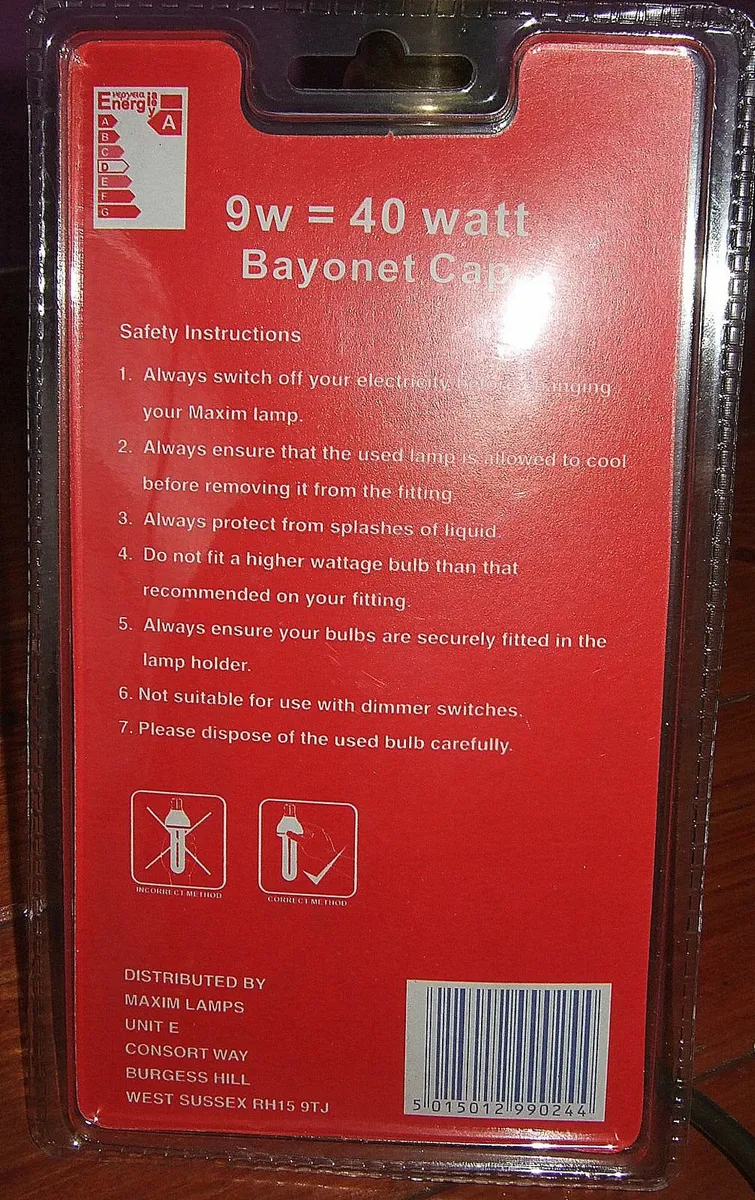 Energ
ενεργεια
ia
ie
y
A
A
B
C
D
E
F
G
9w = 40 watt
Bayonet Cap
Safety Instructions
1. Always switch off your electricity changing
your Maxim lamp.
2. Always ensure that the used lamp is allowed to cool
before removing it from the fitting.
3. Always protect from splashes of liquid.
4. Do not fit a higher wattage bulb than that
recommended on your fitting.
5. Always ensure your bulbs are securely fitted in the
lamp holder.
6. Not suitable for use with dimmer switches.
7. Please dispose of the used bulb carefully.
INCORRECT METHOD
CORRECT METHOD
DISTRIBUTED BY
MAXIM LAMPS
UNIT E
CONSORT WAY
BURGESS HILL
WEST SUSSEX RH15 9TJ
5 015012 990244